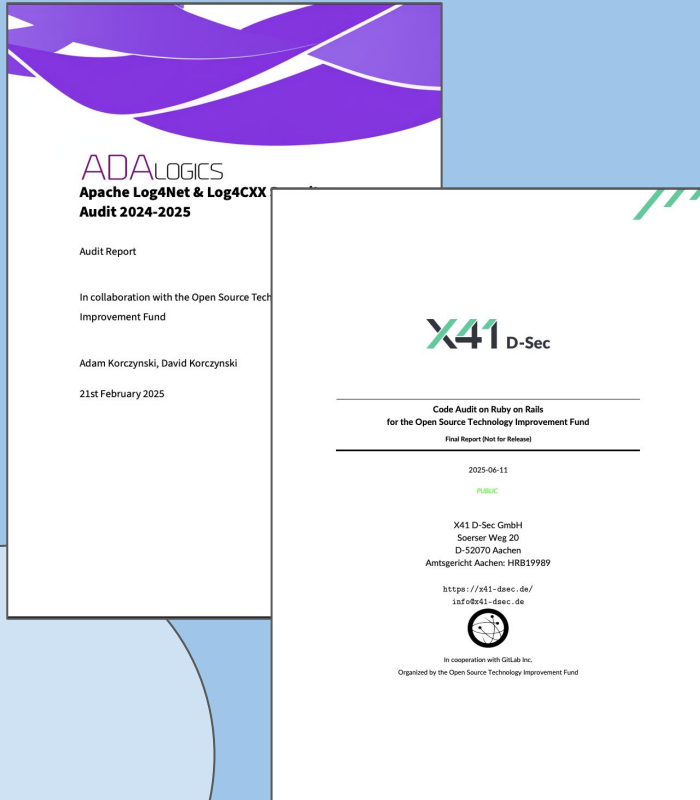 ADALOGICS
Apache Log4Net & Log4CXX
Audit 2024-2025
Audit Report
In collaboration with the Open Source Tech
Improvement Fund
Adam Korczynski, David Korczynski
21st February 2025
X41 D-Sec
Code Audit on Ruby on Rails
for the Open Source Technology Improvement Fund
Final Report (Not for Release)
2025-06-11
PUBLIC
X41 D-Sec GmbH
Soerser Weg 20
D-52070 Aachen
Amtsgericht Aachen: HRB19989
https://x41-dsec.de/
info@x41-dsec.de
In cooperation with GitLab Inc.
Organized by the Open Source Technology Improvement Fund